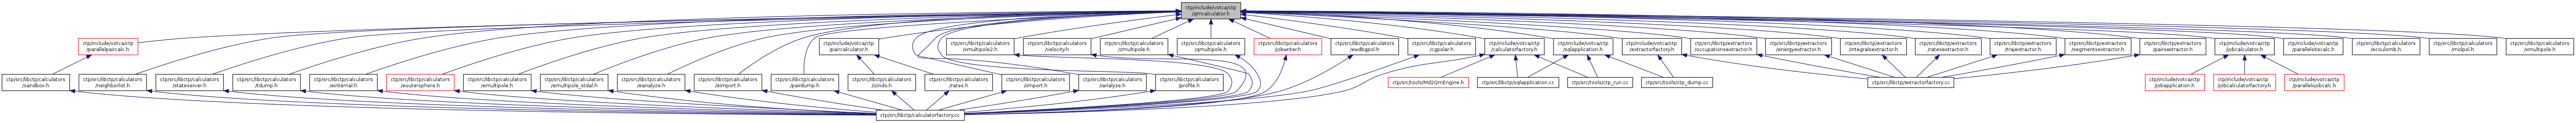 ctp/include/votca/ctp
/qmcalculator.h
ctp/include/votca/ctp
/parallelpaircalc.h
ctp/include/votca/ctp
/paircalculator.h
ctp/src/libctp/calculators
/vmultipole2.h
ctp/src/libctp/calculators
/velocity.h
ctp/src/libctp/calculators
/zmultipole.h
ctp/src/libctp/calculators
/qmultipole.h
ctp/src/libctp/calculators
/jobwriter.h
ctp/src/libctp/calculators
/ewdbgpol.h
ctp/src/libctp/calculators
/cgpolar.h
ctp/include/votca/ctp
/calculatorfactory.h
ctp/include/votca/ctp
/sqlapplication.h
ctp/include/votca/ctp
/extractorfactory.h
ctp/src/libctp/extractors
/occupationsextractor.h
ctp/src/libctp/extractors
/energyextractor.h
ctp/src/libctp/extractors
/integralsextractor.h
ctp/src/libctp/extractors
/ratesextractor.h
ctp/src/libctp/extractors
/trajextractor.h
ctp/src/libctp/extractors
/segmentsextractor.h
ctp/src/libctp/extractors
/pairsextractor.h
ctp/include/votca/ctp
/jobcalculator.h
ctp/include/votca/ctp
/parallelsitecalc.h
ctp/src/libctp/calculators
/ecoulomb.h
ctp/src/libctp/calculators
/molpol.h
ctp/src/libctp/calculators
/vmultipole.h
ctp/src/libctp/calculators
/sandbox.h
ctp/src/libctp/calculators
/neighborlist.h
ctp/src/libctp/calculators
/stateserver.h
ctp/src/libctp/calculators
/tdump.h
ctp/src/libctp/calculators
/einternal.h
ctp/src/libctp/calculators
/eoutersphere.h
ctp/src/libctp/calculators
/emultipole.h
ctp/src/libctp/calculators
/emultipole_stdal.h
ctp/src/libctp/calculators
/eanalyze.h
ctp/src/libctp/calculators
/eimport.h
ctp/src/libctp/calculators
/pairdump.h
ctp/src/libctp/calculators
/izindo.h
ctp/src/libctp/calculators
/rates.h
ctp/src/libctp/calculators
/iimport.h
ctp/src/libctp/calculators
/ianalyze.h
ctp/src/libctp/calculators
/profile.h
ctp/src/tools/Md2QmEngine.h
ctp/src/libctp/sqlapplication.cc
ctp/src/tools/ctp_run.cc
ctp/src/tools/ctp_dump.cc
ctp/src/libctp/extractorfactory.cc
ctp/include/votca/ctp
/jobapplication.h
ctp/include/votca/ctp
/jobcalculatorfactory.h
ctp/include/votca/ctp
/parallelxjobcalc.h
ctp/src/libctp/calculatorfactory.cc